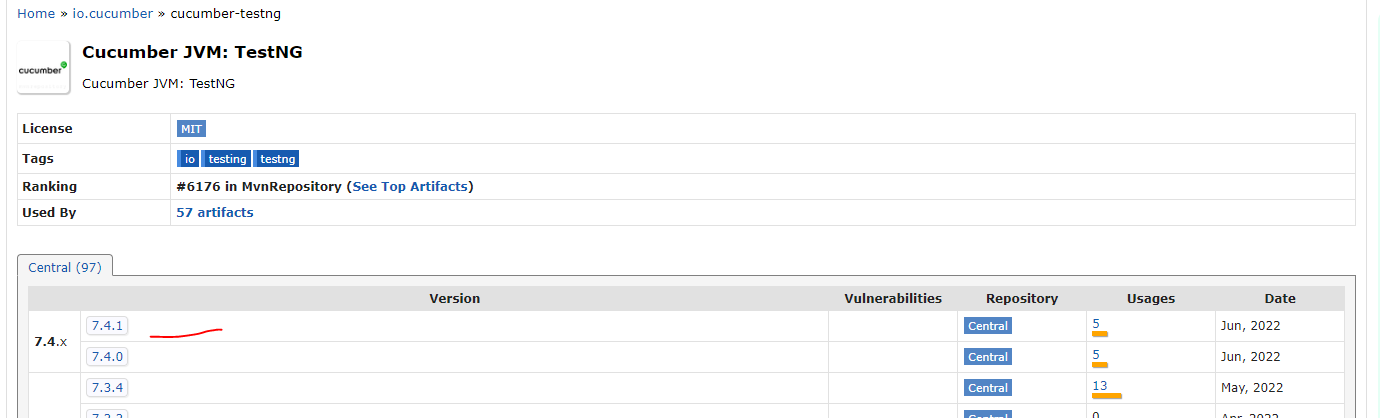 Home » io.cucumber » cucumber-testng
cucumber
Cucumber JVM: TestNG
Cucumber JVM: TestNG
License MIT
Tags io testing testng
Ranking #6176 in MvnRepository (See Top Artifacts)
Used By 57 artifacts
Central (97)
Version Vulnerabilities Repository Usages Date
7.4.x 7.4.1 Central 5 Jun, 2022
7.4.0 Central 5 Jun, 2022
7.3.4 Central 13 May, 2022
Central 0 Apr, 2022